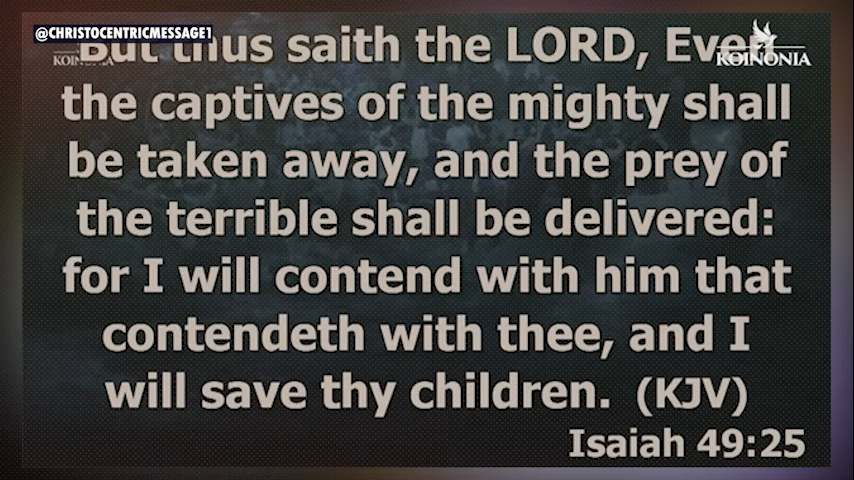 @CHRISTOCENTRICMESSAGE1
But thus saith the LORD, Even
KOINONIA
KOINONIA
the captives of the mighty shall
be taken away, and the prey of
the terrible shall be delivered:
for I will contend with him that
contendeth with thee, and I
will save thy children. (KJV)
Isaiah 49:25